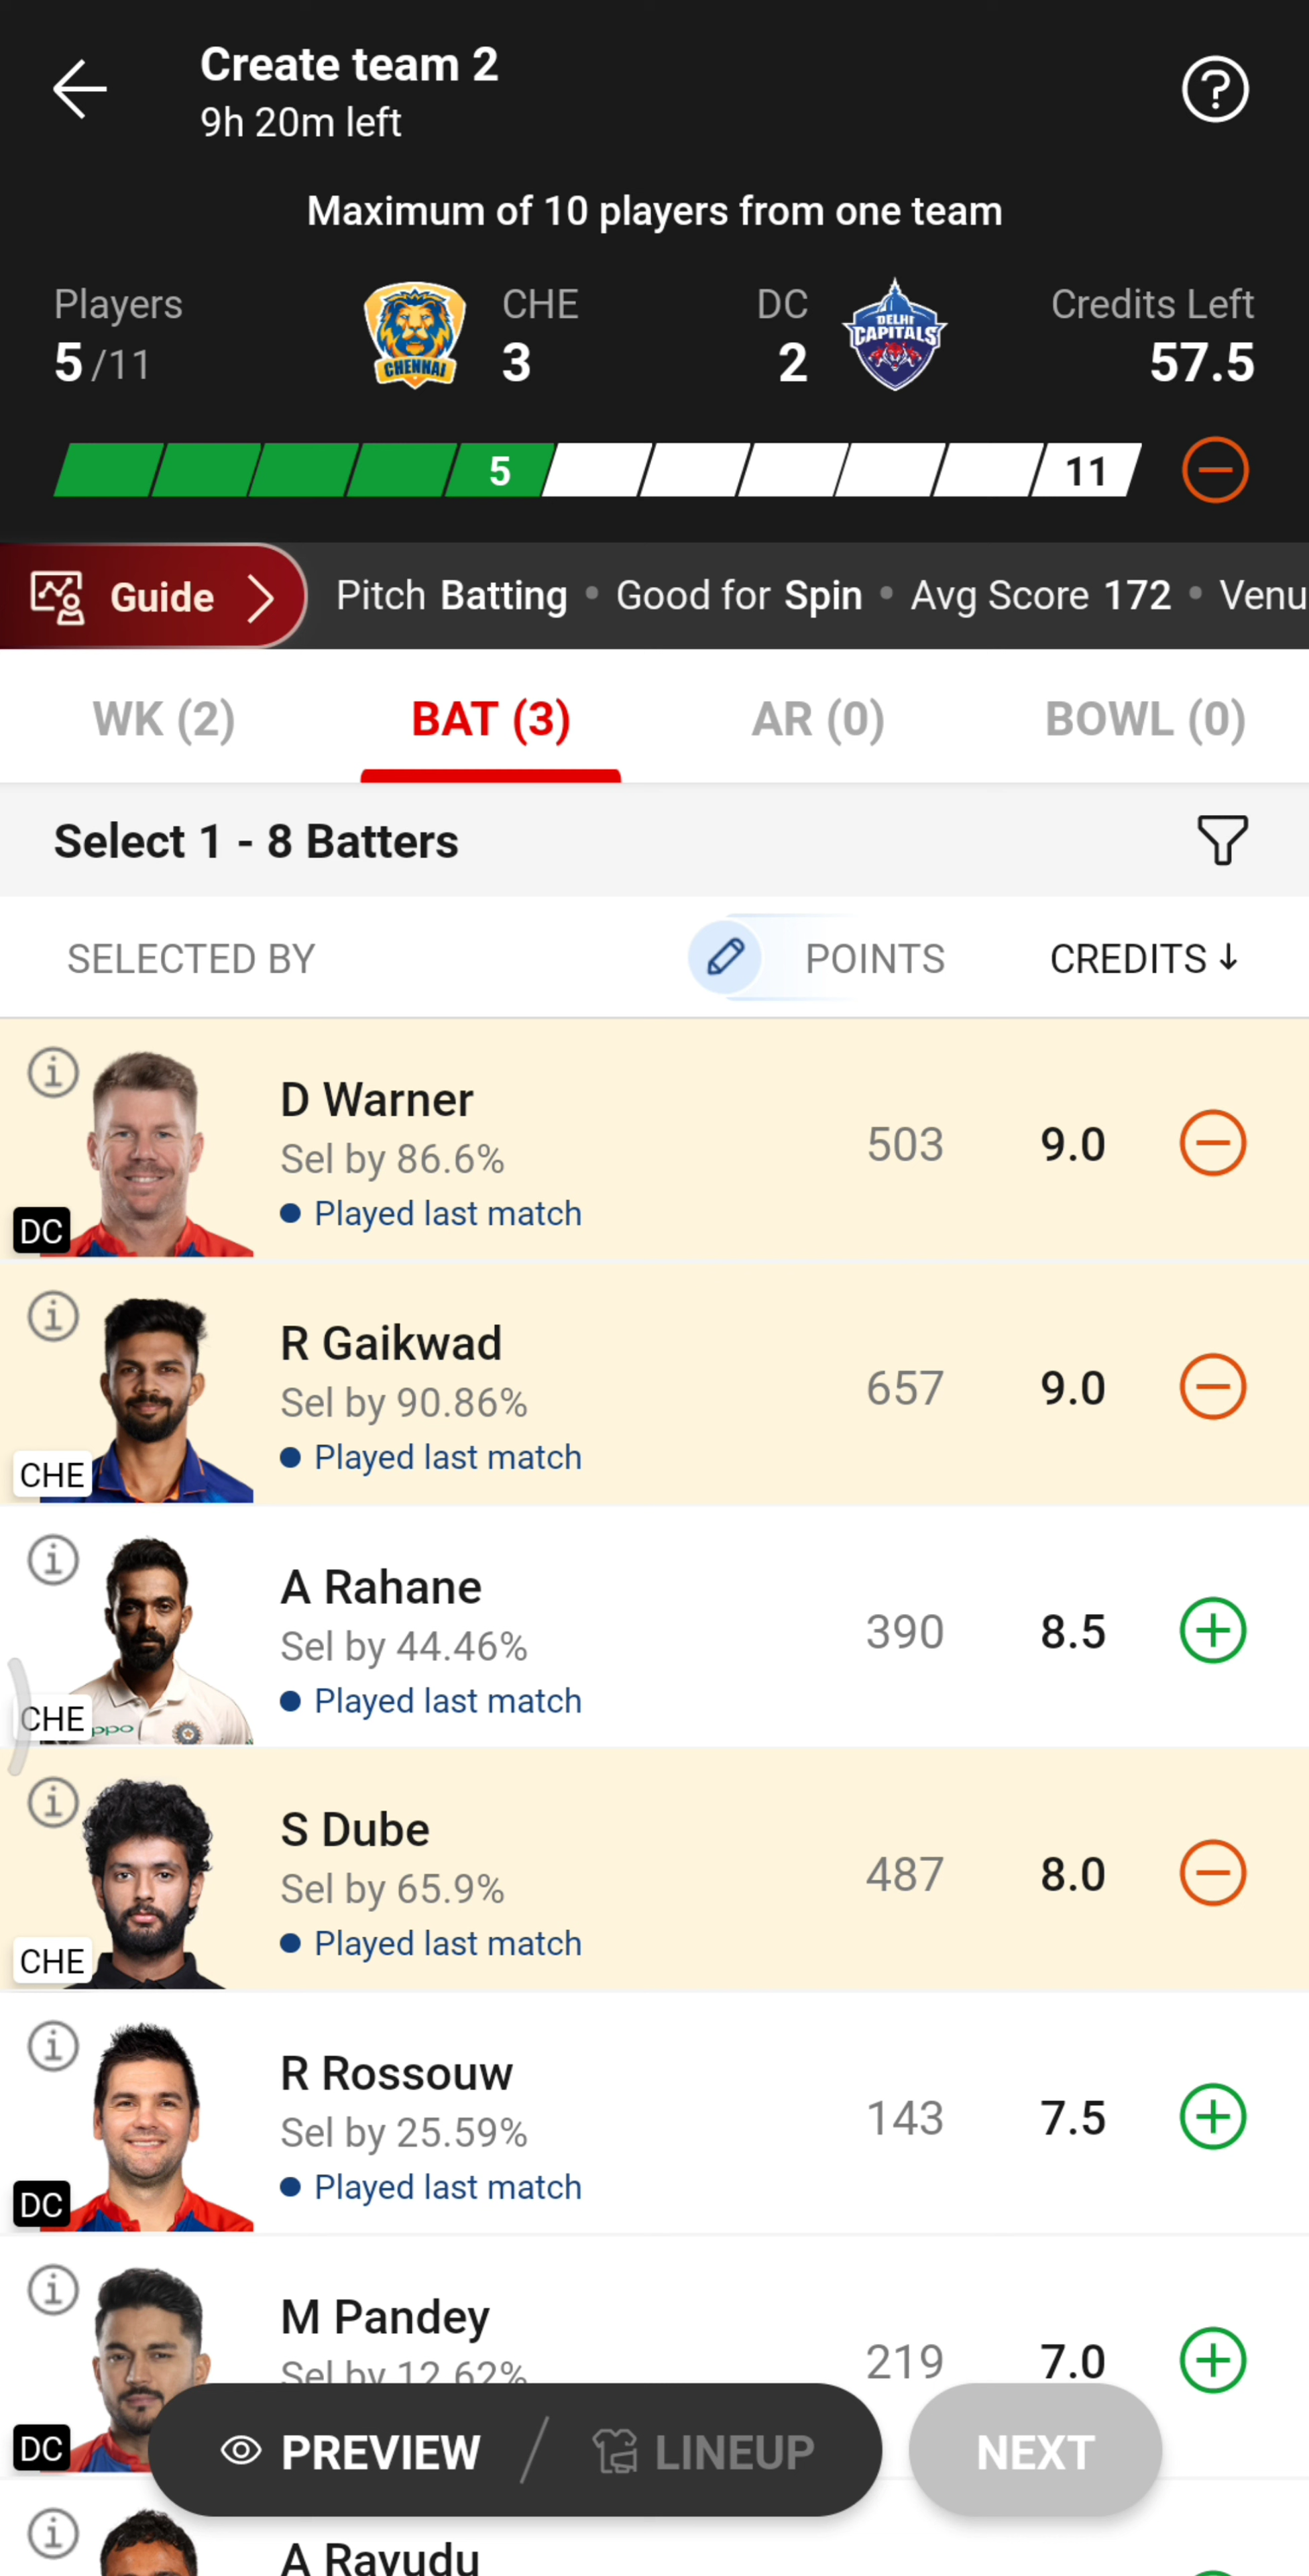 Create team 2
9h 20m left
Maximum of 10 players from one team
Players CHE DC Credits Left
5 /11 3 2 57.5
CHENNAI
DELHI
CAPITALS
5 11
Guide Pitch Batting • Good for Spin • Avg Score 172 • Venu
WK (2) BAT (3) AR (0) BOWL (0)
Select 1 - 8 Batters
SELECTED BY POINTS CREDITS ↓
D Warner
Sel by 86.6% 503 9.0
Played last match
DC
R Gaikwad
Sel by 90.86% 657 9.0
Played last match
CHE
A Rahane
Sel by 44.46% 390 8.5
Played last match
CHE
oppo
S Dube
Sel by 65.9% 487 8.0
Played last match
CHE
R Rossouw
Sel by 25.59% 143 7.5
Played last match
DC
M Pandey
Sel by 12.62% 219 7.0
DC
PREVIEW / LINEUP NEXT
A Rayudu